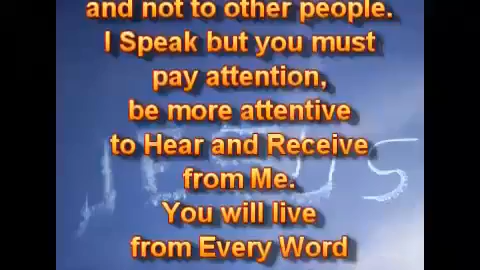 and not to other people.
I Speak but you must
pay attention,
be more attentive
to Hear and Receive
from Me.
You will live
from Every Word
JESUS